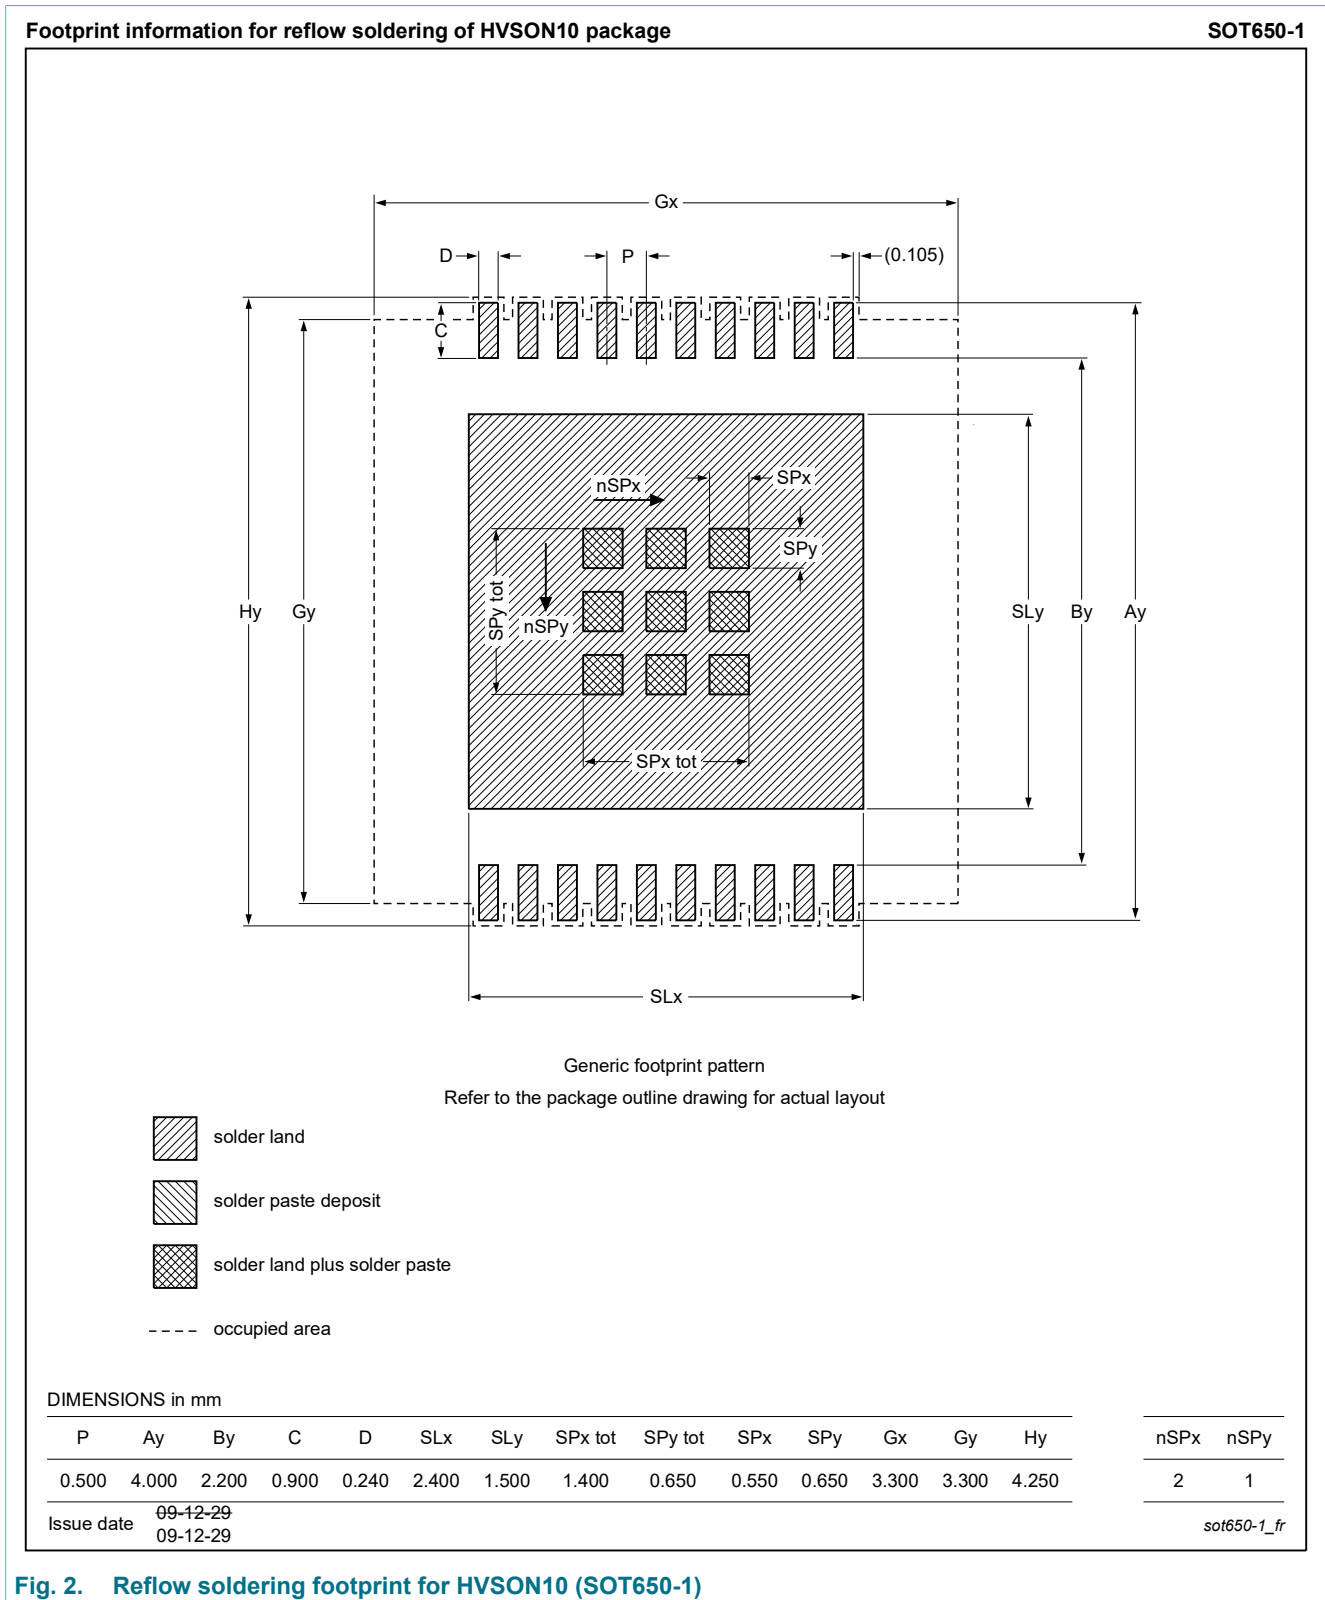 Footprint information for reflow soldering of HVSON10 package SOT650-1
Gx
D P (0.105)
C
nSPx SPx
SPy
SPy tot
nSPy
Hy Gy SLy By Ay
SPx tot
SLx
Generic footprint pattern
Refer to the package outline drawing for actual layout
solder land
solder paste deposit
solder land plus solder paste
occupied area
DIMENSIONS in mm
P Ay By C D SLx SLy SPx tot SPy tot SPx SPy Gx Gy Hy nSPx nSPy
0.500 4.000 2.200 0.900 0.240 2.400 1.500 1.400 0.650 0.550 0.650 3.300 3.300 4.250 2 1
Issue date 09-12-29
09-12-29
sot650-1_fr
Fig. 2. Reflow soldering footprint for HVSON10 (SOT650-1)